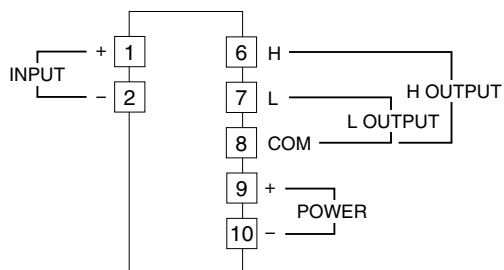 + 1
INPUT
− 2
6 H
7 L
H OUTPUT
L OUTPUT
8 COM
9 +
POWER
10 −